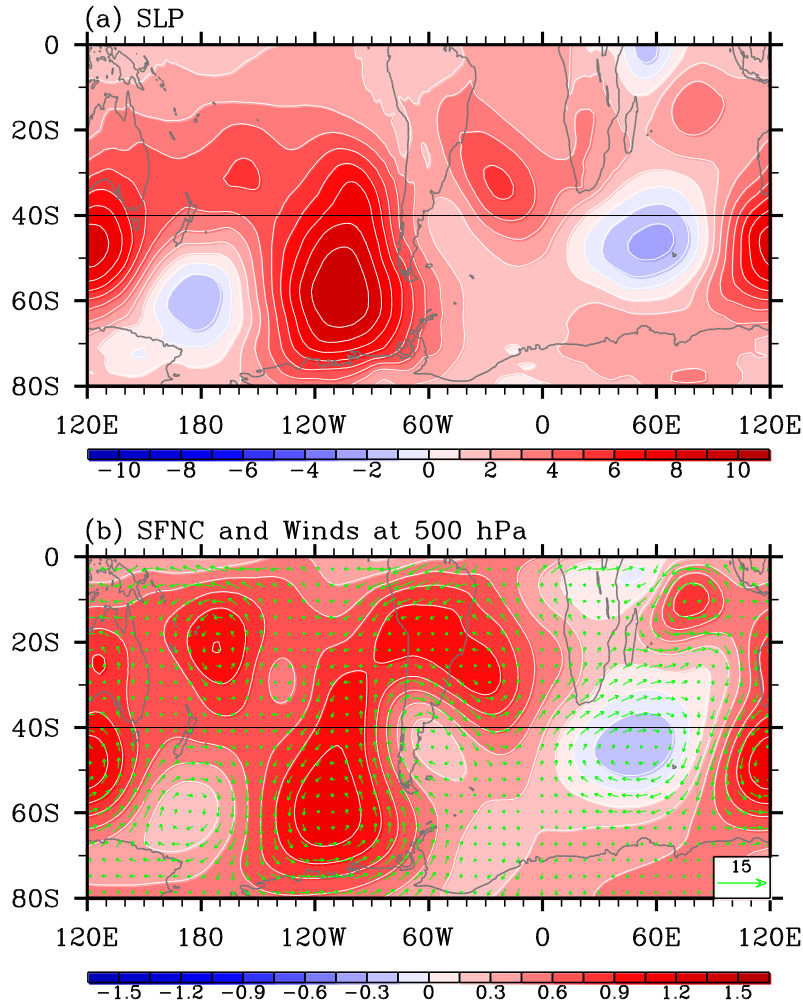 (a) SLP
0
20S
40S
60S
80S
120E 180 120W 60W 0 60E 120E
−10 −8 −6 −4 −2 0 2 4 6 8 10
(b) SFNC and Winds at 500 hPa
0
20S
40S
60S
80S
15
120E 180 120W 60W 0 60E 120E
−1.5 −1.2 −0.9 −0.6 −0.3 0 0.3 0.6 0.9 1.2 1.5